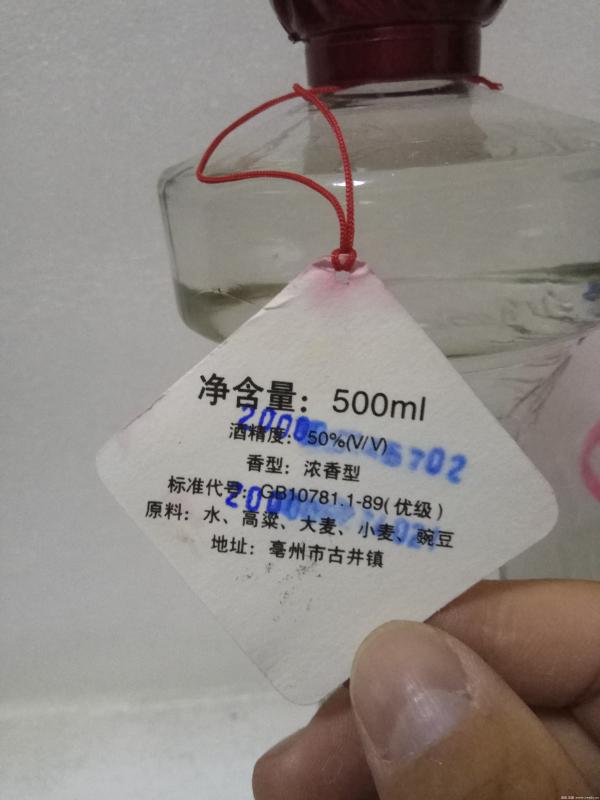 净含量：500ml
酒精度：50%(V/V)
香型：浓香型
标准代号：GB10781.1-89(优级)
原料：水、高粱、大麦、小麦、豌豆
地址：亳州市古井镇